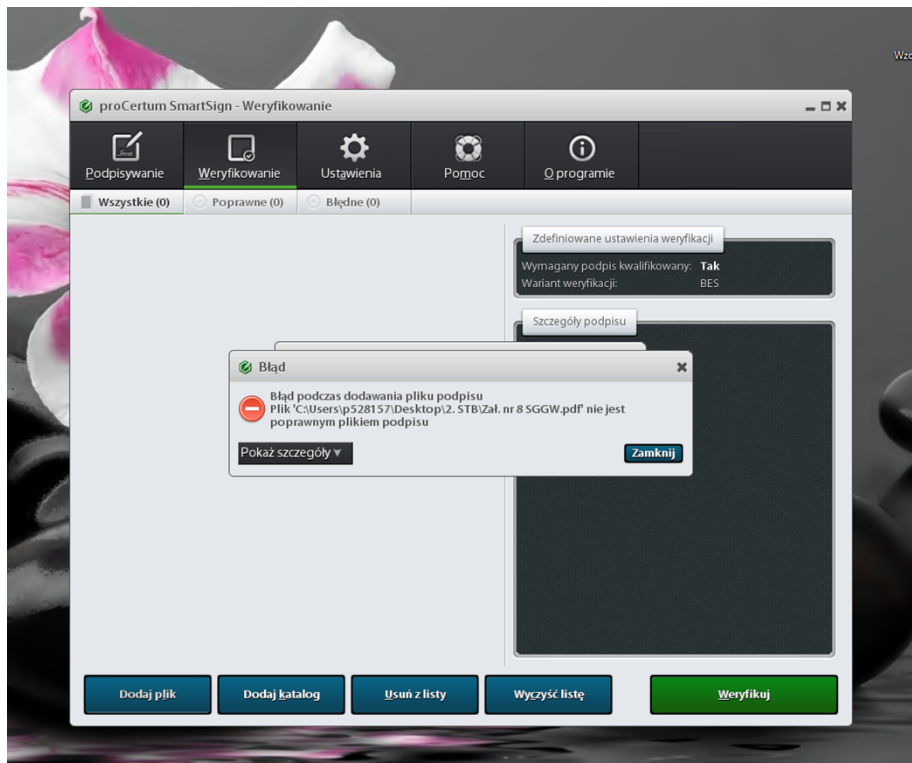 Wzo
proCertum SmartSign - Weryfikowanie
Podpisywanie
Weryfikowanie
Ustawienia
Pomoc
O programie
Wszystkie (0)
Poprawne (0)
Błędne (0)
Zdefiniowane ustawienia weryfikacji
Wymagany podpis kwalifikowany: Tak
Wariant weryfikacji: BES
Szczegóły podpisu
Błąd
Błąd podczas dodawania pliku podpisu
Plik 'C:\Users\p528157\Desktop\2. STB\Zał. nr 8 SGGW.pdf' nie jest
poprawnym plikiem podpisu
Pokaż szczegóły
Zamknij
Dodaj plik
Dodaj katalog
Usuń z listy
Wyczyść listę
Weryfikuj